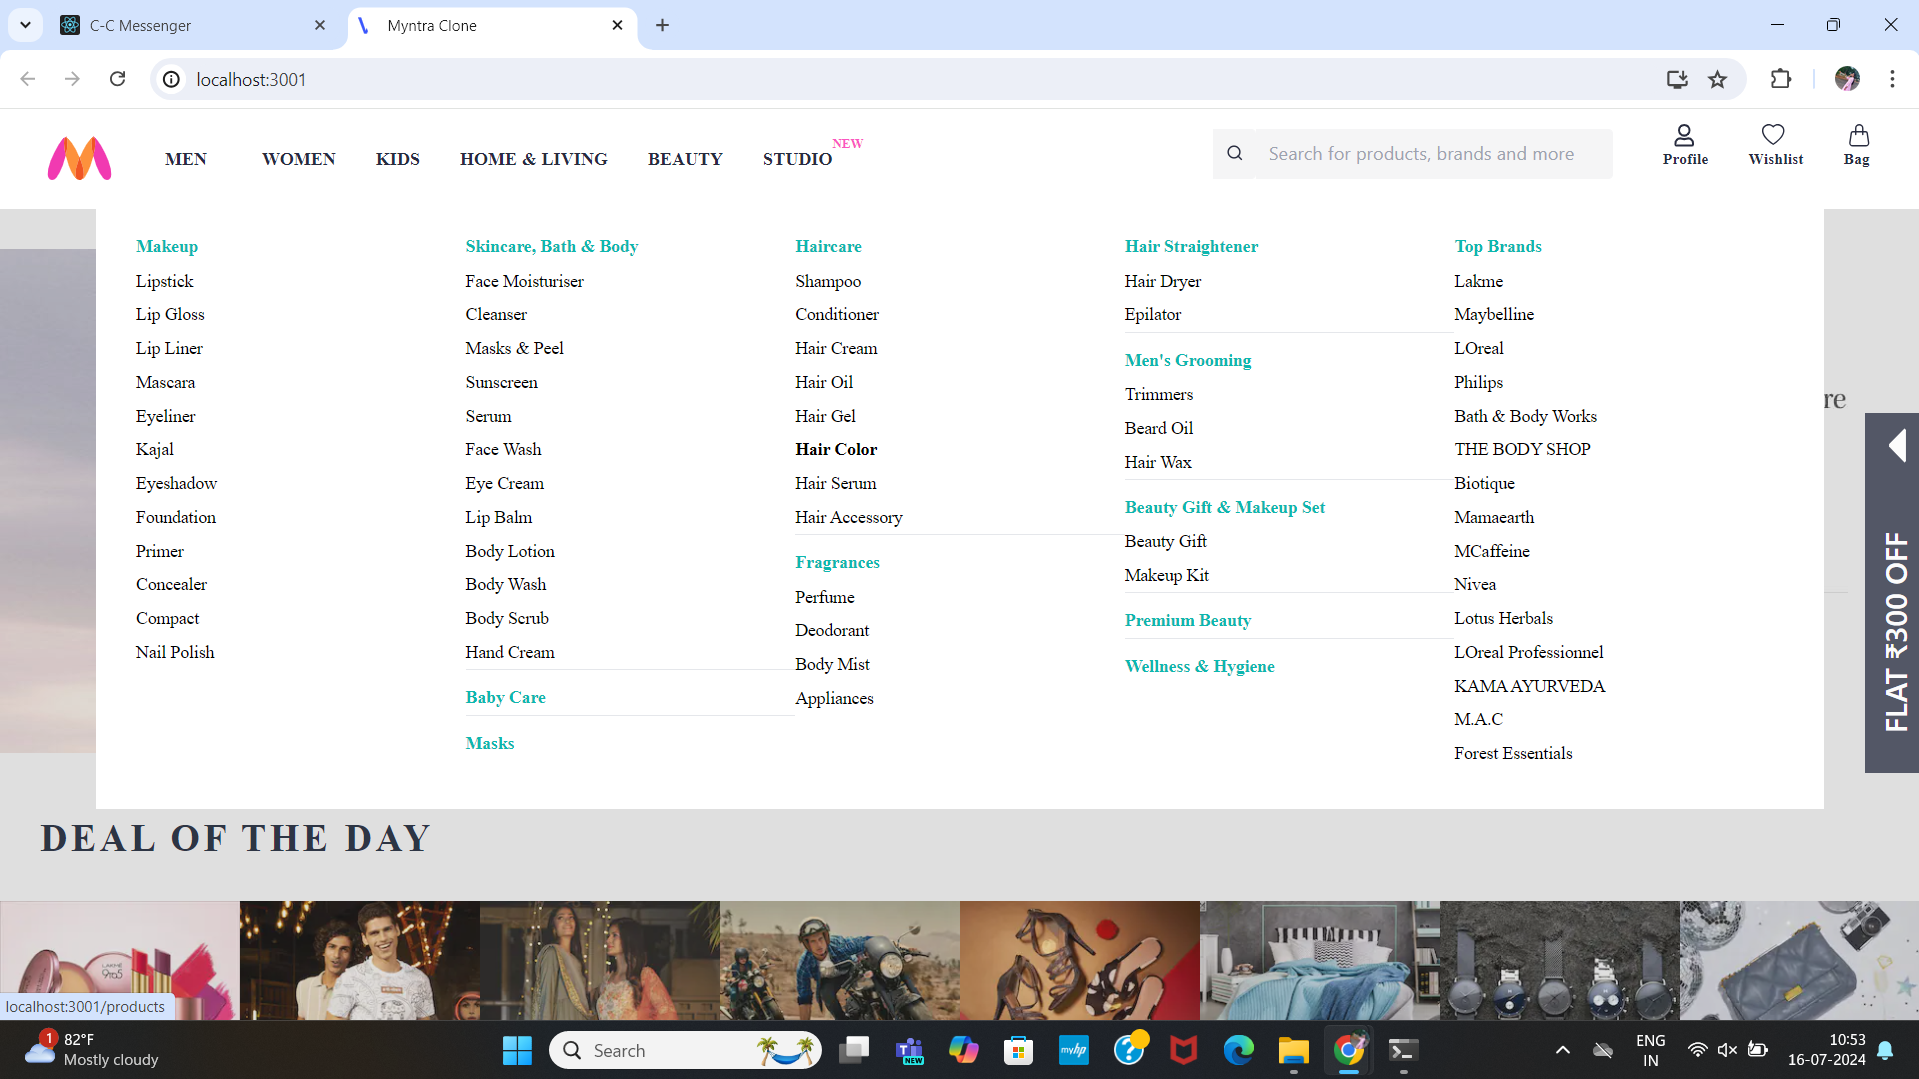 C-C Messenger
Myntra Clone
localhost:3001
MEN
WOMEN
KIDS
HOME & LIVING
BEAUTY
STUDIO
NEW
Search for products, brands and more
Profile
Wishlist
Bag
Makeup
Lipstick
Lip Gloss
Lip Liner
Mascara
Eyeliner
Kajal
Eyeshadow
Foundation
Primer
Concealer
Compact
Nail Polish
Skincare, Bath & Body
Face Moisturiser
Cleanser
Masks & Peel
Sunscreen
Serum
Face Wash
Eye Cream
Lip Balm
Body Lotion
Body Wash
Body Scrub
Hand Cream
Baby Care
Masks
Haircare
Shampoo
Conditioner
Hair Cream
Hair Oil
Hair Gel
Hair Color
Hair Serum
Hair Accessory
Fragrances
Perfume
Deodorant
Body Mist
Appliances
Hair Straightener
Hair Dryer
Epilator
Men's Grooming
Trimmers
Beard Oil
Hair Wax
Beauty Gift & Makeup Set
Beauty Gift
Makeup Kit
Premium Beauty
Wellness & Hygiene
Top Brands
Lakme
Maybelline
LOreal
Philips
Bath & Body Works
THE BODY SHOP
Biotique
Mamaearth
MCaffeine
Nivea
Lotus Herbals
LOreal Professionnel
KAMA AYURVEDA
M.A.C
Forest Essentials
re
FLAT ₹300 OFF
DEAL OF THE DAY
LAKMÉ
9to5
localhost:3001/products
1
82°F
Mostly cloudy
Search
NEW
myhp
ENG
IN
10:53
16-07-2024